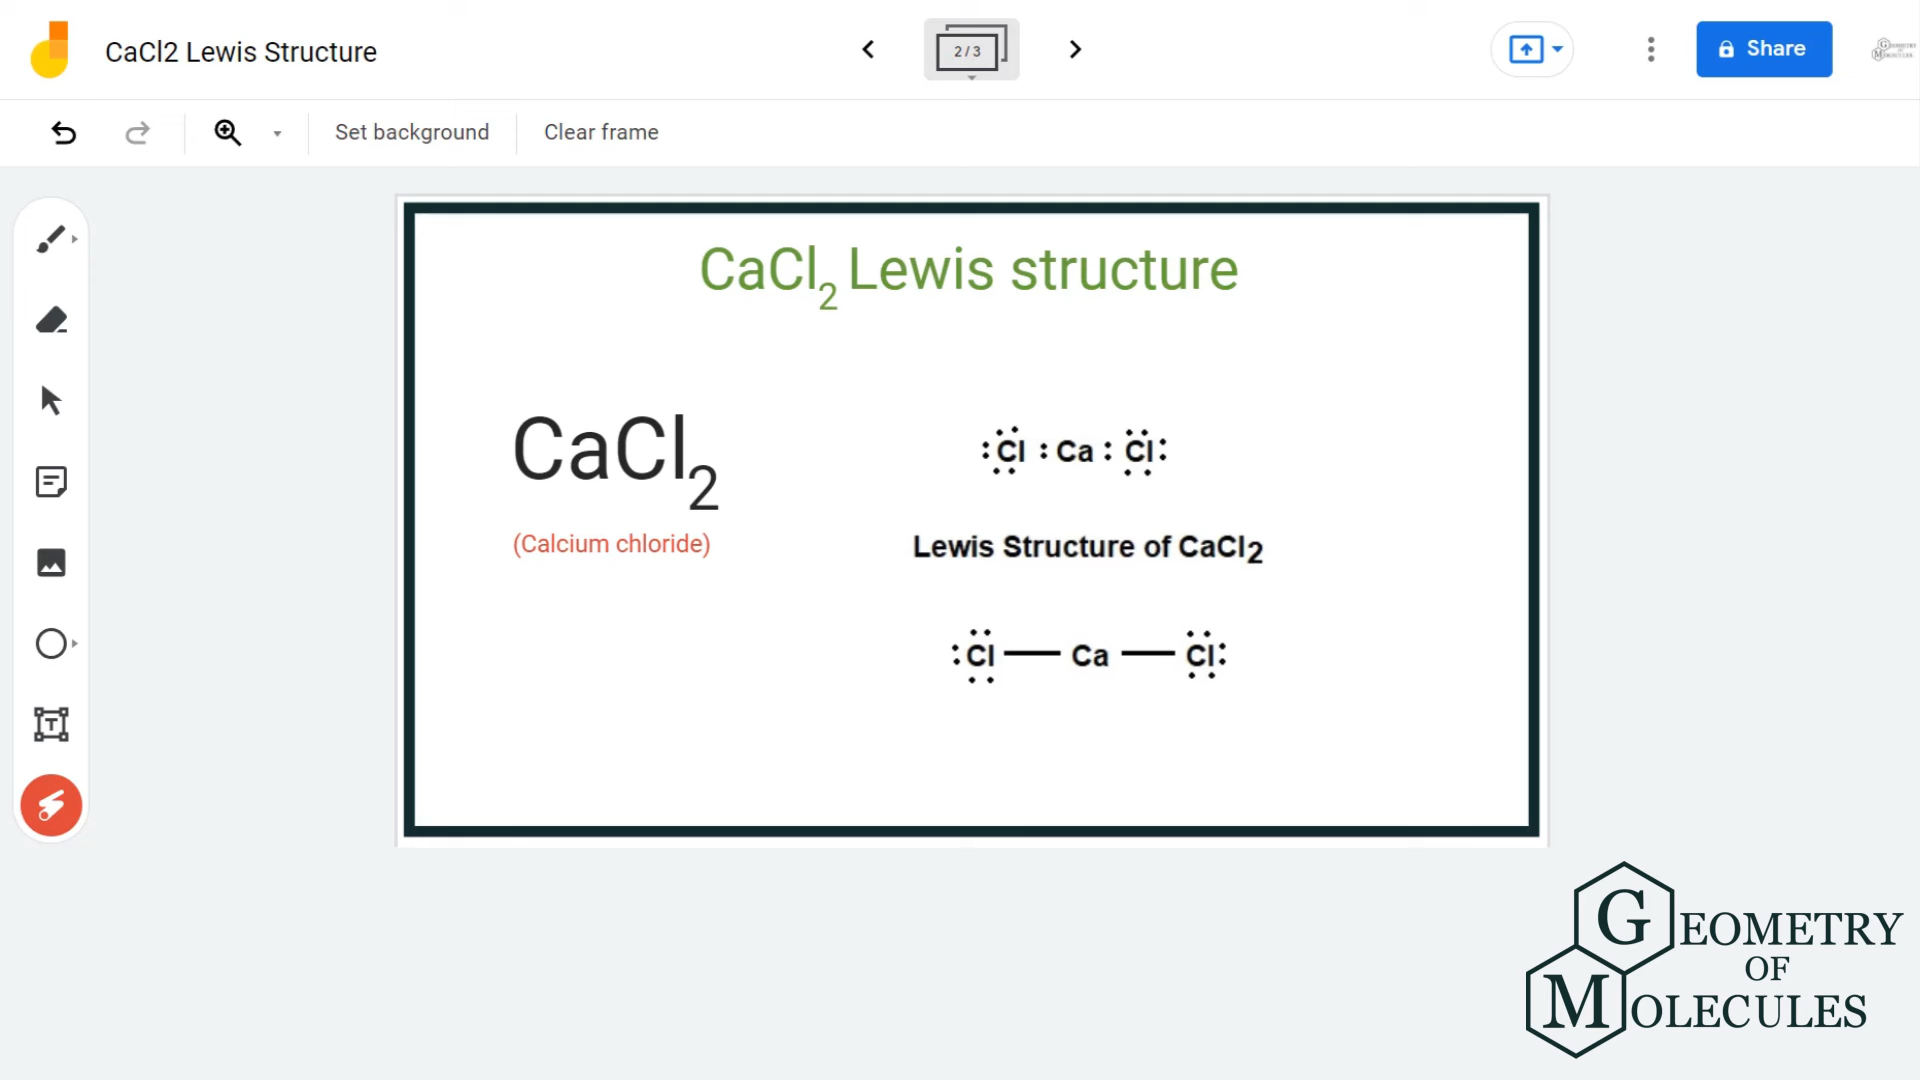 CaCl2 Lewis Structure
2 / 3
Share
Set background
Clear frame
CaCl₂ Lewis structure
CaCl₂
(Calcium chloride)
:Cl : Ca : Cl:
Lewis Structure of CaCl₂
:Cl — Ca — Cl:
T
GEOMETRY
OF
MOLECULES